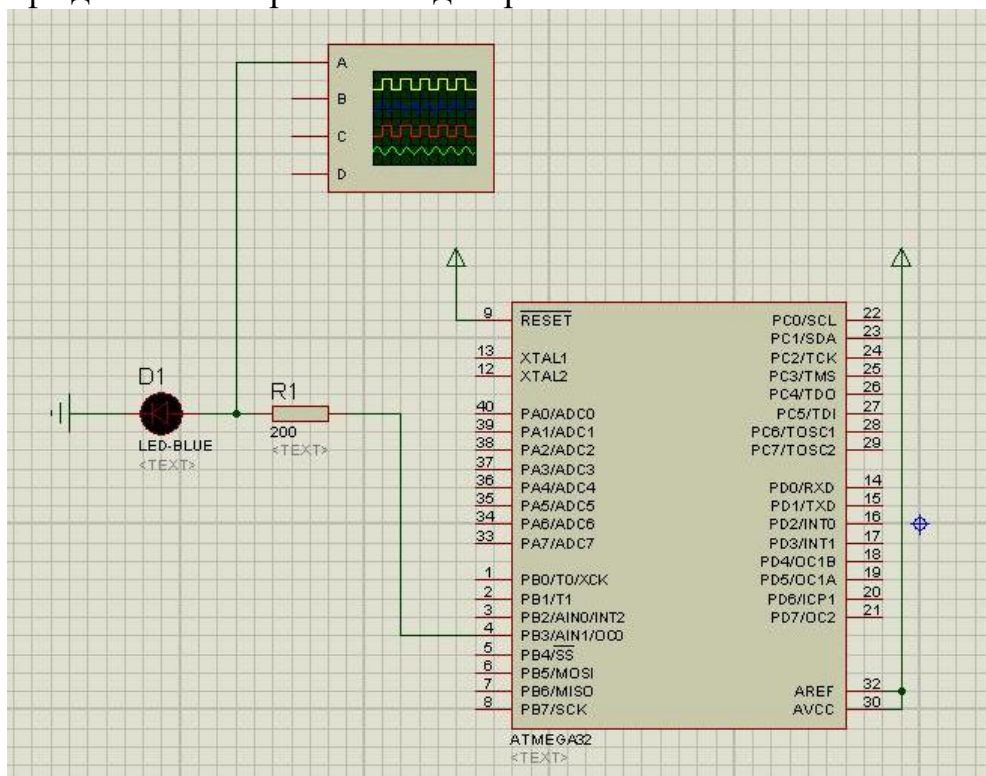 A
B
C
D
D1
LED-BLUE
<TEXT>
R1
200
<TEXT>
9 RESET
13 XTAL1
12 XTAL2
40 PA0/ADC0
39 PA1/ADC1
38 PA2/ADC2
37 PA3/ADC3
36 PA4/ADC4
35 PA5/ADC5
34 PA6/ADC6
33 PA7/ADC7
1 PB0/T0/XCK
2 PB1/T1
3 PB2/AIN0/INT2
4 PB3/AIN1/OC0
5 PB4/SS
6 PB5/MOSI
7 PB6/MISO
8 PB7/SCK
PC0/SCL 22
PC1/SDA 23
PC2/TCK 24
PC3/TMS 25
PC4/TDO 26
PC5/TDI 27
PC6/TOSC1 28
PC7/TOSC2 29
PD0/RXD 14
PD1/TXD 15
PD2/INT0 16
PD3/INT1 17
PD4/OC1B 18
PD5/OC1A 19
PD6/ICP1 20
PD7/OC2 21
AREF 32
AVCC 30
ATMEGA32
<TEXT>